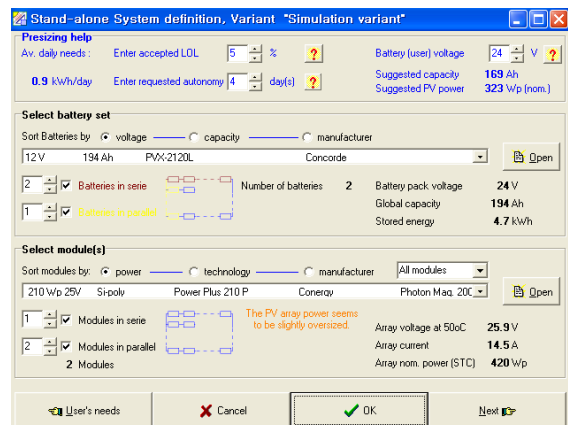 Stand-alone System definition, Variant "Simulation variant"
Presizing help
Av. daily needs : Enter accepted LOL 5 % ? Battery (user) voltage 24 V ?
0.9 kWh/day Enter requested autonomy 4 day(s) ? Suggested capacity 169 Ah
Suggested PV power 323 Wp (nom.)
Select battery set
Sort Batteries by voltage capacity manufacturer
12 V 194 Ah PVX-2120L Concorde Open
2 Batteries in serie Number of batteries 2 Battery pack voltage 24 V
1 Batteries in parallel Global capacity 194 Ah
Stored energy 4.7 kWh
Select module(s)
Sort modules by: power technology manufacturer All modules
210 Wp 25V Si-poly Power Plus 210 P Conergy Photon Mag. 200 Open
1 Modules in serie The PV array power seems
to be slightly oversized.
Array voltage at 50oC 25.9 V
2 Modules in parallel Array current 14.5 A
2 Modules Array nom. power (STC) 420 Wp
User's needs Cancel OK Next